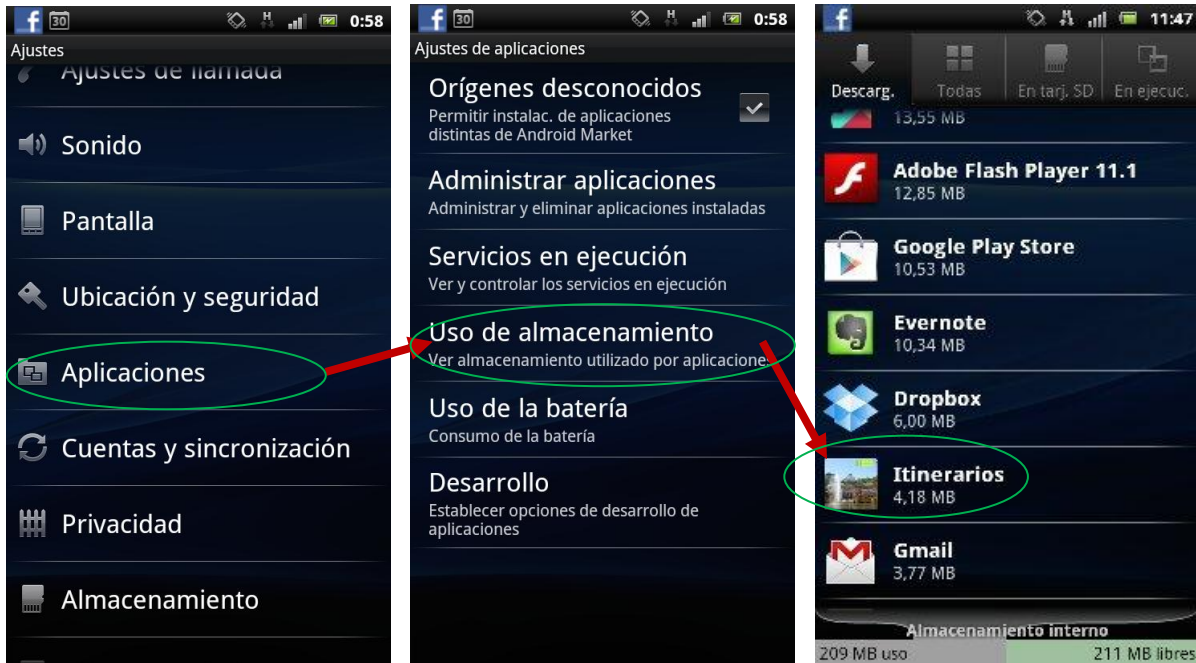 30
H
0:58
Ajustes
Ajustes de llamada
Sonido
Pantalla
Ubicación y seguridad
Aplicaciones
Cuentas y sincronización
Privacidad
Almacenamiento
30
H
0:58
Ajustes de aplicaciones
Orígenes desconocidos
Permitir instalac. de aplicaciones
distintas de Android Market
Administrar aplicaciones
Administrar y eliminar aplicaciones instaladas
Servicios en ejecución
Ver y controlar los servicios en ejecución
Uso de almacenamiento
Ver almacenamiento utilizado por aplicaciones
Uso de la batería
Consumo de la batería
Desarrollo
Establecer opciones de desarrollo de
aplicaciones
H
11:47
Descarg.
Todas
En tarj. SD
En ejecuc.
13,55 MB
Adobe Flash Player 11.1
12,85 MB
Google Play Store
10,53 MB
Evernote
10,34 MB
Dropbox
6,00 MB
Itinerarios
4,18 MB
Gmail
3,77 MB
Almacenamiento interno
209 MB uso
211 MB libres